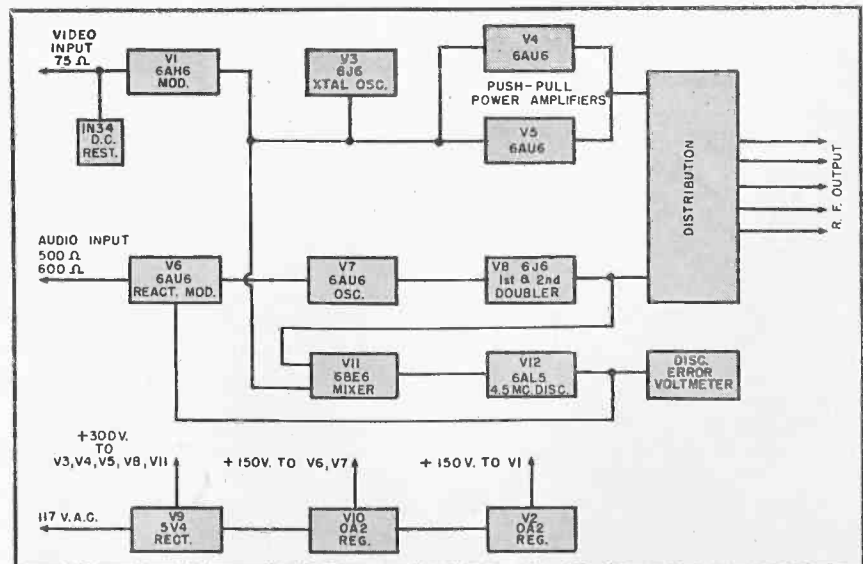 VIDEO
INPUT
75 Ω
V1
6AH6
MOD.
V3
6J6
XTAL OSC.
V4
6AU6
PUSH-PULL
POWER AMPLIFIERS
V5
6AU6
IN34
D.C.
REST.
DISTRIBUTION
R. F. OUTPUT
AUDIO INPUT
500 Ω
600 Ω
V6
6AU6
REACT. MOD.
V7
6AU6
OSC.
V8 6J6
1st & 2nd
DOUBLER
V11
6BE6
MIXER
V12
6AL5
4.5 MC. DISC.
DISC.
ERROR
VOLTMETER
+300V.
TO
V3,V4,V5,V8,V11
+150V. TO V6,V7
+150V. TO V1
117 V.A.C.
V9
5V4
RECT.
V10
OA2
REG.
V2
OA2
REG.